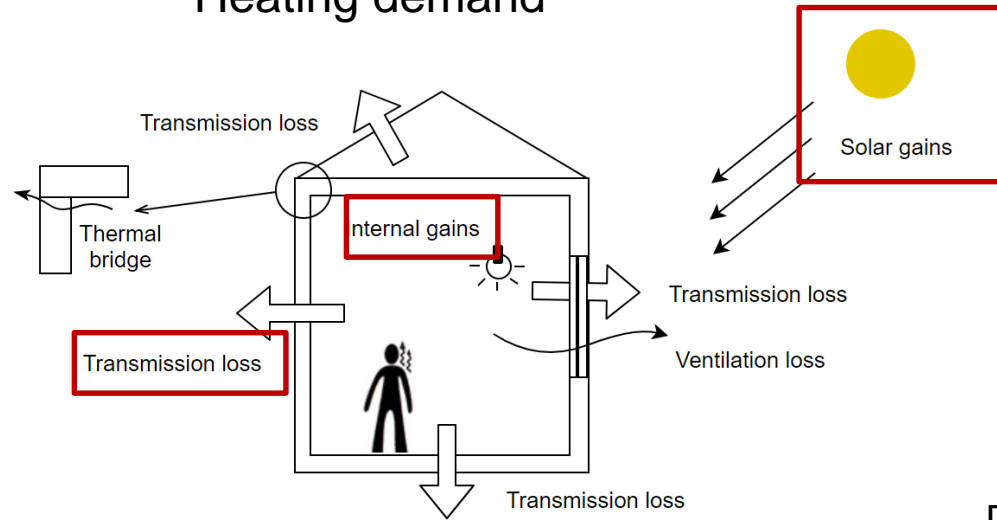 Heating demand
Transmission loss
Solar gains
nternal gains
Thermal
bridge
Transmission loss
Transmission loss
Ventilation loss
Transmission loss